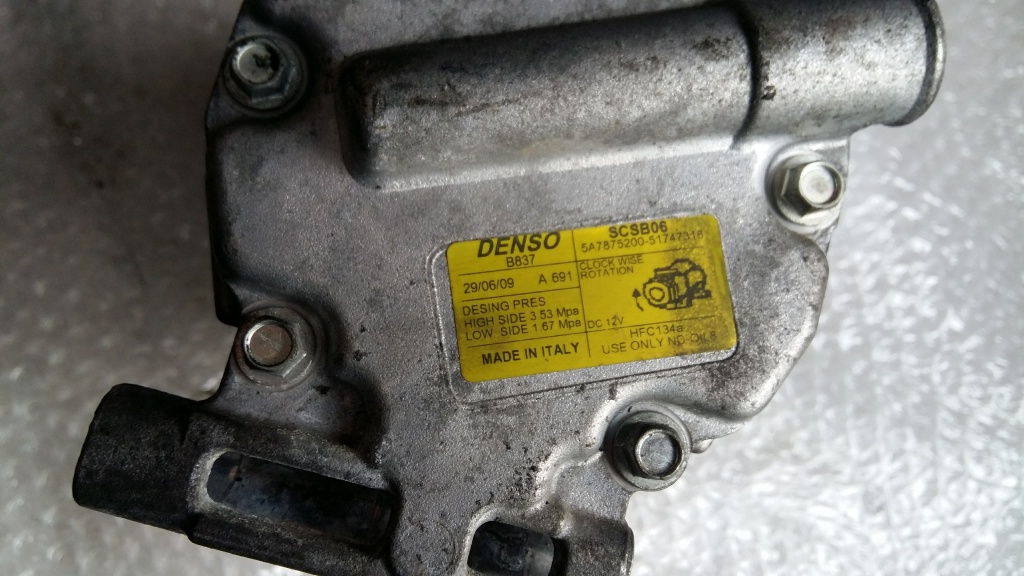 DENSO
B837
29/06/09 A 691
DESING PRES
HIGH SIDE 3.53 Mpa
LOW SIDE 1.67 Mpa
MADE IN ITALY
SCSB06
5A7875200-51747318
CLOCK WISE
ROTATION
DC 12V
HFC134a
USE ONLY ND-OIL 8